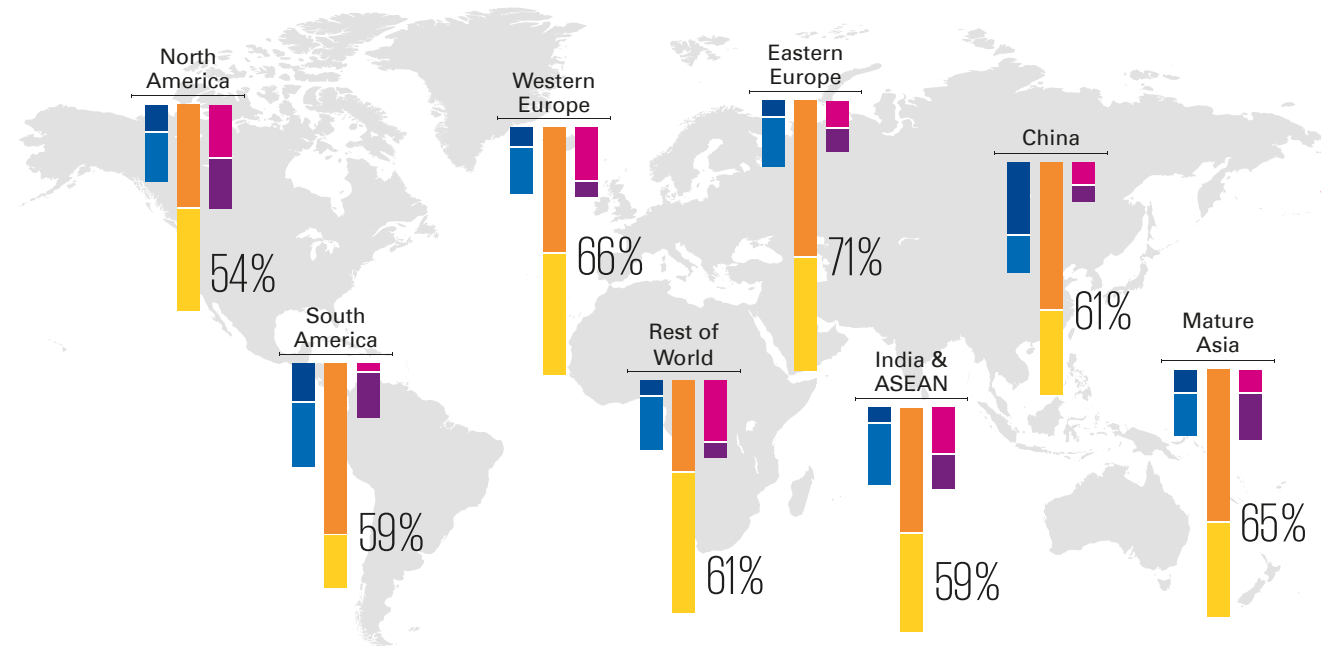 North
America
54%
South
America
59%
Western
Europe
66%
Rest of
World
61%
Eastern
Europe
71%
India &
ASEAN
59%
China
61%
Mature
Asia
65%